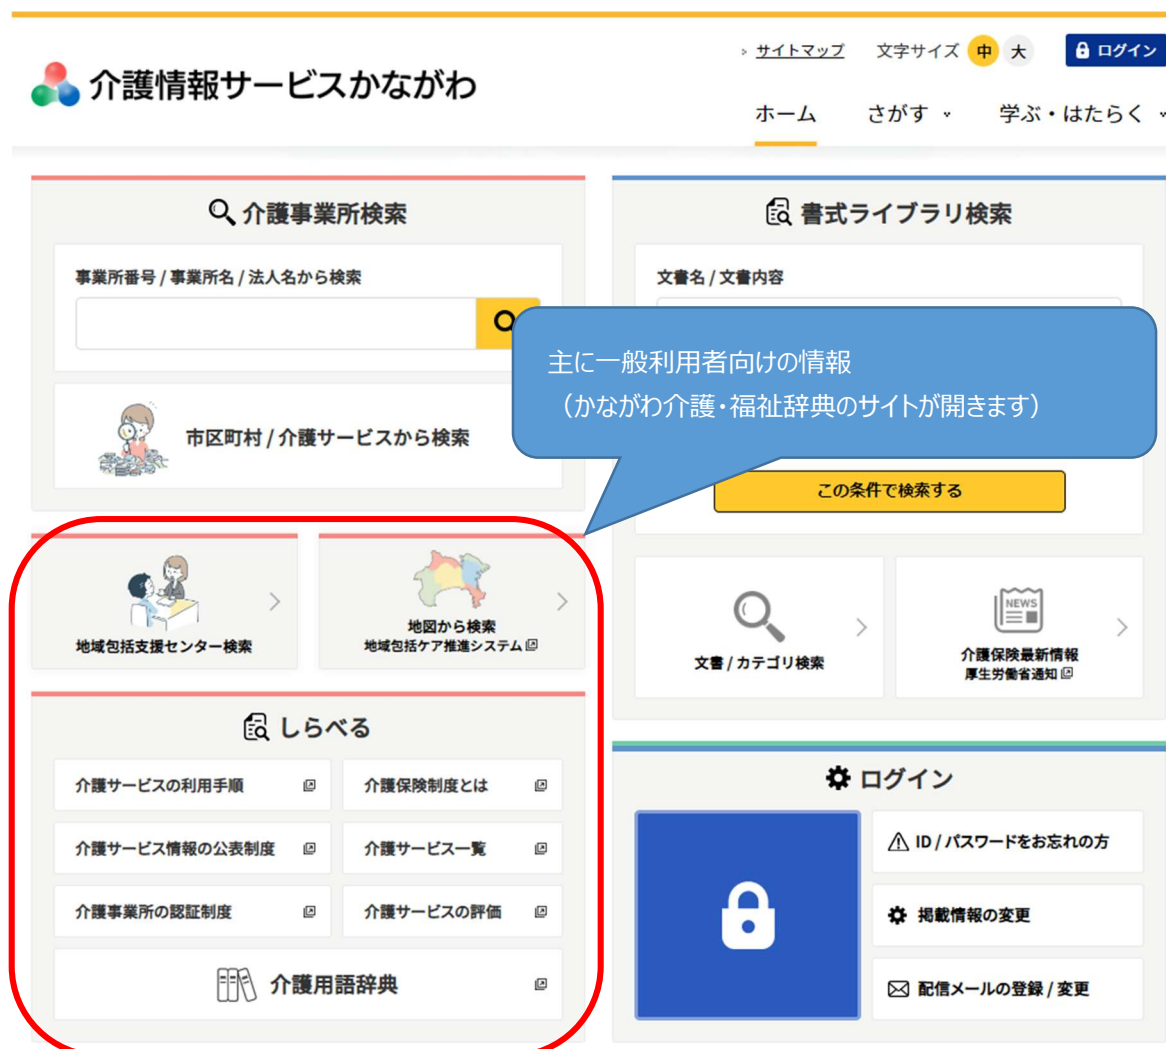 サイトマップ 文字サイズ 中 大 ログイン
介護情報サービスかながわ
ホーム さがす 学ぶ・はたらく
介護事業所検索
事業所番号 / 事業所名 / 法人名から検索
市区町村 / 介護サービスから検索
書式ライブラリ検索
文書名 / 文書内容
主に一般利用者向けの情報
（かながわ介護・福祉辞典のサイトが開きます）
この条件で検索する
地域包括支援センター検索
地図から検索
地域包括ケア推進システム
文書 / カテゴリ検索
NEWS
介護保険最新情報
厚生労働省通知
しらべる
介護サービスの利用手順
介護保険制度とは
介護サービス情報の公表制度
介護サービス一覧
介護事業所の認証制度
介護サービスの評価
介護用語辞典
ログイン
ID / パスワードをお忘れの方
掲載情報の変更
配信メールの登録 / 変更